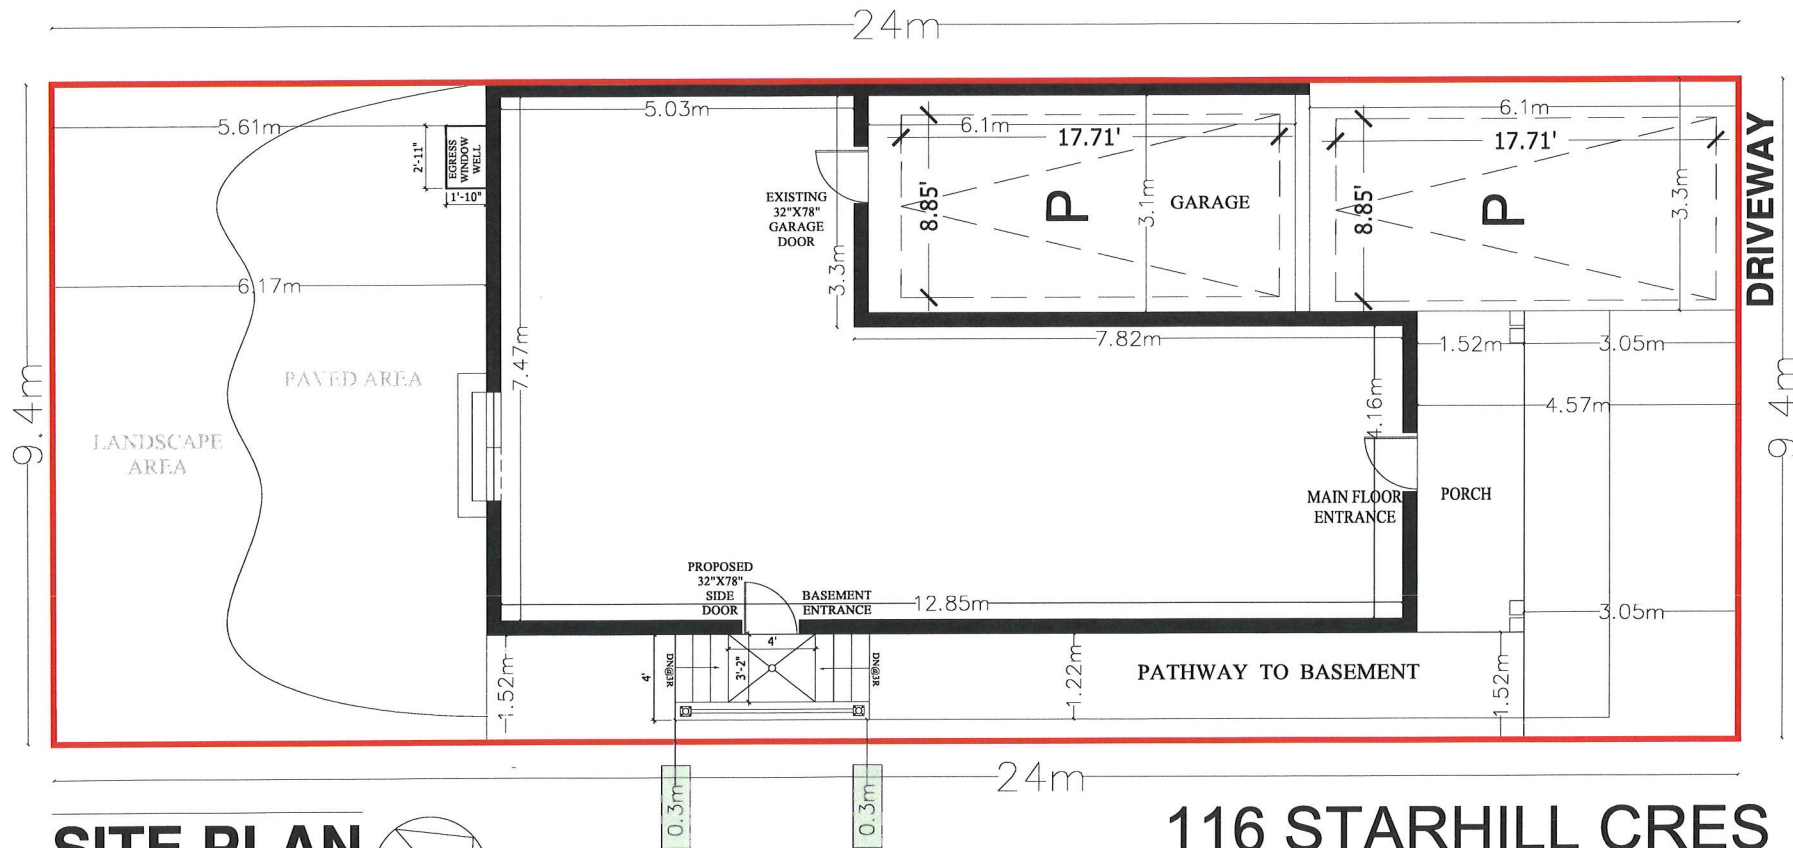 24m
5.61m
2'-11"
EGRESS
WINDOW
WELL
1'-10"
5.03m
6.1m
17.71'
6.1m
17.71'
EXISTING
32"X78"
GARAGE
DOOR
8.85'
P
3.1m
GARAGE
8.85'
P
3.3m
DRIVEWAY
3.3m
6.17m
7.47m
7.82m
1.52m
3.05m
9.4m
PAVED AREA
4.16m
4.57m
9.4m
LANDSCAPE
AREA
MAIN FLOOR
ENTRANCE
PORCH
PROPOSED
32"X78"
SIDE
DOOR
BASEMENT
ENTRANCE
12.85m
3.05m
1.52m
4'
DN@3R
3'-2"
4'
DN@3R
1.22m
PATHWAY TO BASEMENT
1.52m
24m
0.3m
0.3m
SITE PLAN
116 STARHILL CRES